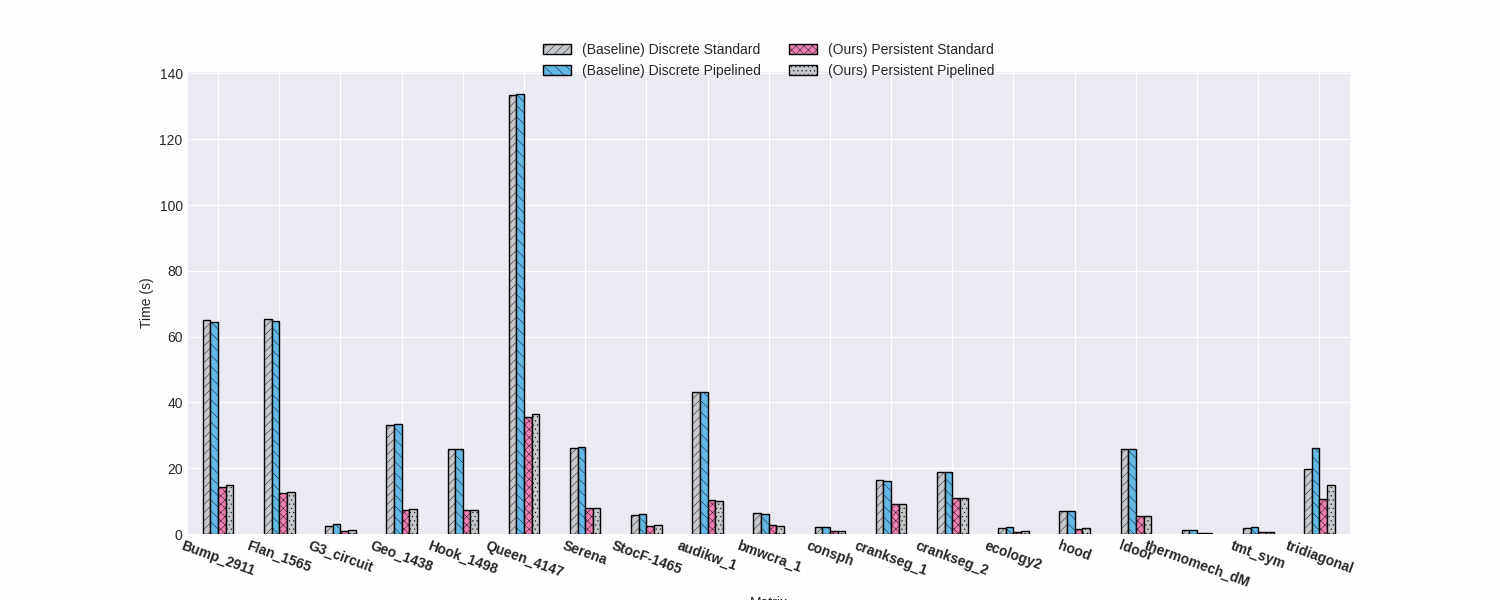 (Baseline) Discrete Standard
(Baseline) Discrete Pipelined
(Ours) Persistent Standard
(Ours) Persistent Pipelined
140
120
100
80
60
40
20
0
Time (s)
Bump_2911
Flan_1565
G3_circuit
Geo_1438
Hook_1498
Queen_4147
Serena
StocF-1465
audikw_1
bmwcra_1
consph
crankseg_1
crankseg_2
ecology2
hood
ldoor
thermomech_dM
tmt_sym
tridiagonal
Matrix